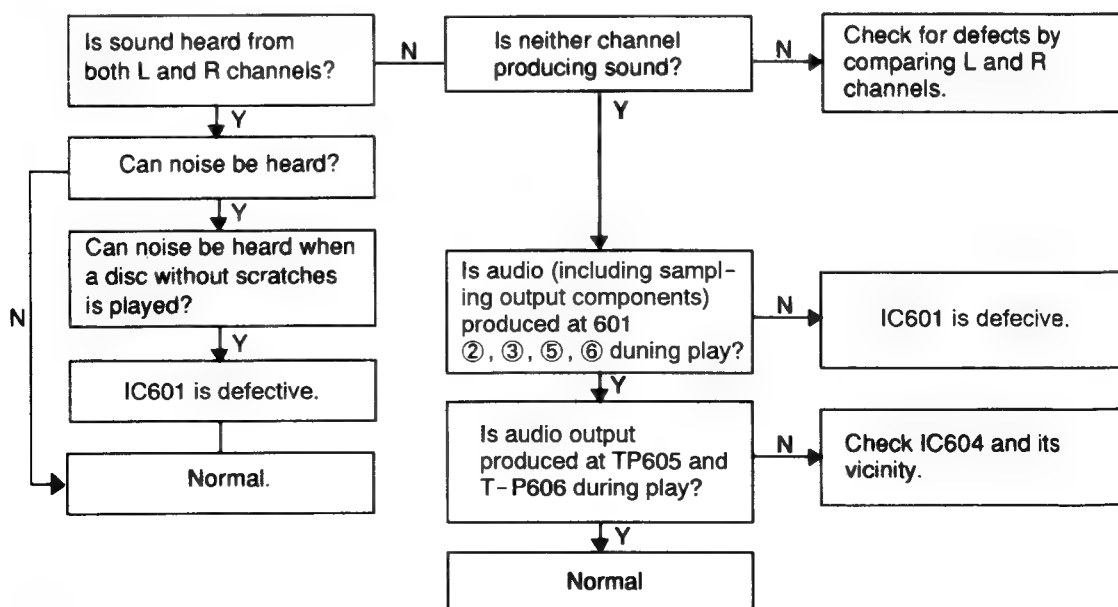 Is sound heard from
both L and R channels?
N
Is neither channel
producing sound?
N
Check for defects by
comparing L and R
channels.
Y
Y
Can noise be heard?
Y
Can noise be heard when
a disc without scratches
is played?
N
Y
IC601 is defective.
Normal.
Is audio (including sampl-
ing output components)
produced at 601
②, ③, ⑤, ⑥ duning play?
N
IC601 is defecive.
Y
Is audio output
produced at TP605 and
T-P606 during play?
N
Check IC604 and its
vicinity.
Y
Normal